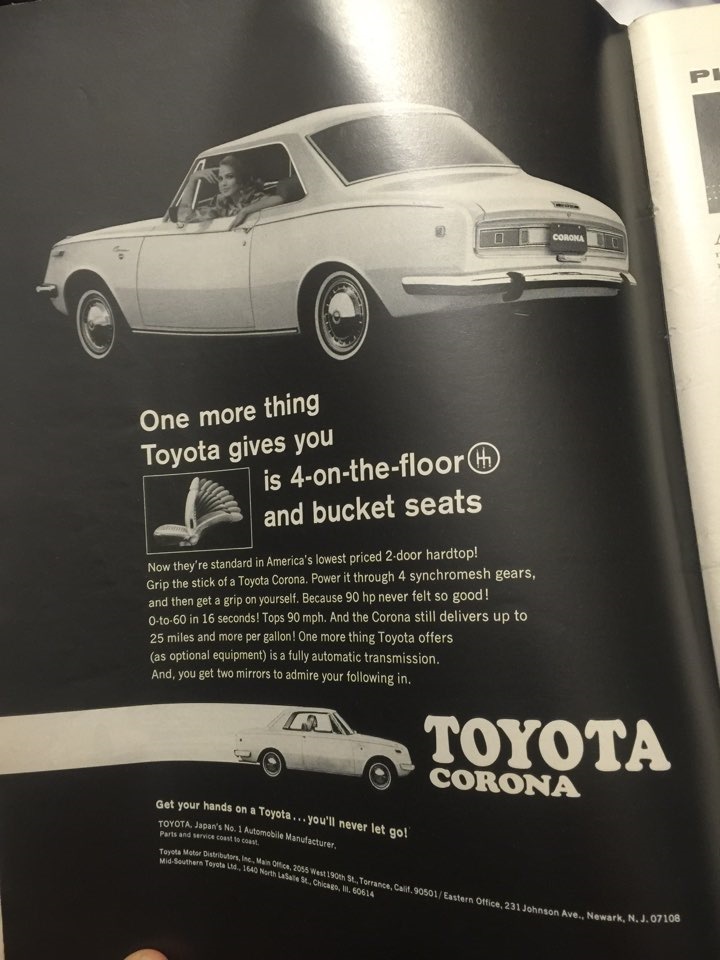 CORONA
One more thing
Toyota gives you
is 4-on-the-floor
and bucket seats
Now they're standard in America's lowest priced 2-door hardtop!
Grip the stick of a Toyota Corona. Power it through 4 synchromesh gears,
and then get a grip on yourself. Because 90 hp never felt so good!
0-to-60 in 16 seconds! Tops 90 mph. And the Corona still delivers up to
25 miles and more per gallon! One more thing Toyota offers
(as optional equipment) is a fully automatic transmission.
And, you get two mirrors to admire your following in.
TOYOTA
CORONA
Get your hands on a Toyota...you'll never let go!
TOYOTA, Japan's No. 1 Automobile Manufacturer.
Parts and service coast to coast.
Toyota Motor Distributors, Inc., Main Office, 2055 West 190th St., Torrance, Calif. 90501/Eastern Office, 231 Johnson Ave., Newark, N.J. 07108
Mid-Southern Toyota Ltd., 1640 North LaSalle St., Chicago, Ill. 60614